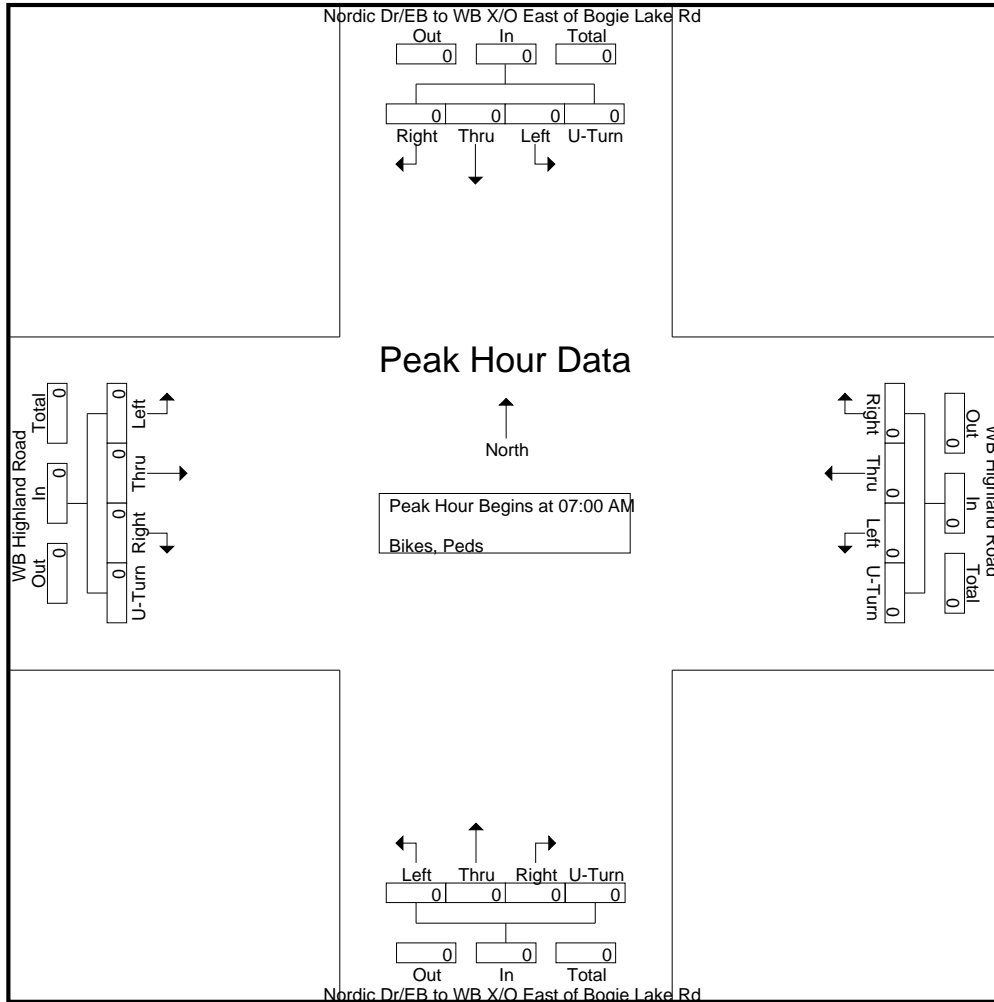 Nordic Dr/EB to WB X/O East of Bogie Lake Rd
Out In Total
0 0 0
0 0 0 0
Right Thru Left U-Turn
Peak Hour Data
North
Peak Hour Begins at 07:00 AM
Bikes, Peds
WB Highland Road
Out In Total
0 0 0
0 0 0 0
U-Turn Right Thru Left
WB Highland Road
Out In Total
0 0 0
0 0 0 0
Right Thru Left U-Turn
Left Thru Right U-Turn
0 0 0 0
0 0 0
Out In Total
Nordic Dr/EB to WB X/O East of Bogie Lake Rd